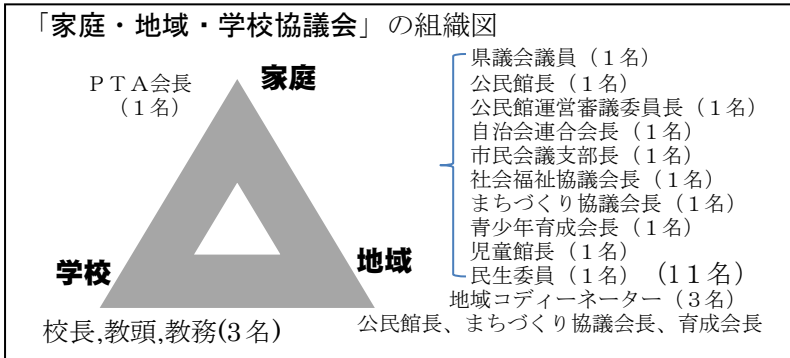 「家庭・地域・学校協議会」の組織図
ＰＴＡ会長
（１名）
家庭
学校
地域
校長,教頭,教務(3名)
県議会議員（１名）
公民館長（１名）
公民館運営審議委員長（１名）
自治会連合会長（１名）
市民会議支部長（１名）
社会福祉協議会長（１名）
まちづくり協議会長（１名）
青少年育成会長（１名）
児童館長（１名）
民生委員（１名）（１１名）
地域コディーネーター（３名）
公民館長、まちづくり協議会長、育成会長